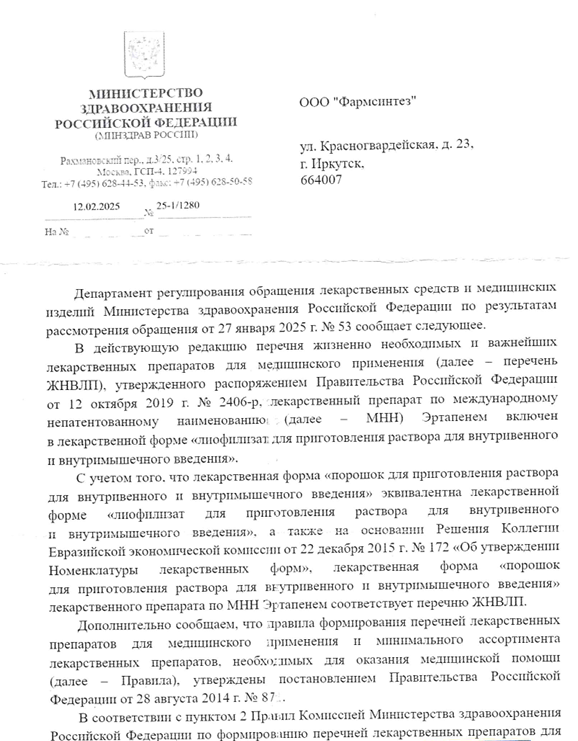 МИНИСТЕРСТВО
ЗДРАВООХРАНЕНИЯ
РОССИЙСКОЙ ФЕДЕРАЦИИ
(МИНЗДРАВ РОССИИ)
Рахмановский пер., д.3/25, стр. 1, 2, 3, 4,
Москва, ГСП-4, 127994
Тел.: +7 (495) 628-44-53, факс: +7 (495) 628-50-58
12.02.2025 № 25-1/1280
На № от
ООО "Фармсинтез"
ул. Красногвардейская, д. 23,
г. Иркутск,
664007
Департамент регулирования обращения лекарственных средств и медицинских
изделий Министерства здравоохранения Российской Федерации по результатам
рассмотрения обращения от 27 января 2025 г. № 53 сообщает следующее.
В действующую редакцию перечня жизненно необходимых и важнейших
лекарственных препаратов для медицинского применения (далее – перечень
ЖНВЛП), утвержденного распоряжением Правительства Российской Федерации
от 12 октября 2019 г. № 2406-р, лекарственный препарат по международному
непатентованному наименованию (далее – МНН) Эртапенем включен
в лекарственной форме «лиофилизат для приготовления раствора для внутривенного
и внутримышечного введения».
С учетом того, что лекарственная форма «порошок для приготовления раствора
для внутривенного и внутримышечного введения» эквивалентна лекарственной
форме «лиофилизат для приготовления раствора для внутривенного
и внутримышечного введения», а также на основании Решения Коллегии
Евразийской экономической комиссии от 22 декабря 2015 г. № 172 «Об утверждении
Номенклатуры лекарственных форм», лекарственная форма «порошок
для приготовления раствора для внутривенного и внутримышечного введения»
лекарственного препарата по МНН Эртапенем соответствует перечню ЖНВЛП.
Дополнительно сообщаем, что правила формирования перечней лекарственных
препаратов для медицинского применения и минимального ассортимента
лекарственных препаратов, необходимых для оказания медицинской помощи
(далее – Правила), утверждены постановлением Правительства Российской
Федерации от 28 августа 2014 г. №
В соответствии с пунктом 2 Правил Комиссией Министерства здравоохранения
Российской Федерации по формированию перечней лекарственных препаратов для